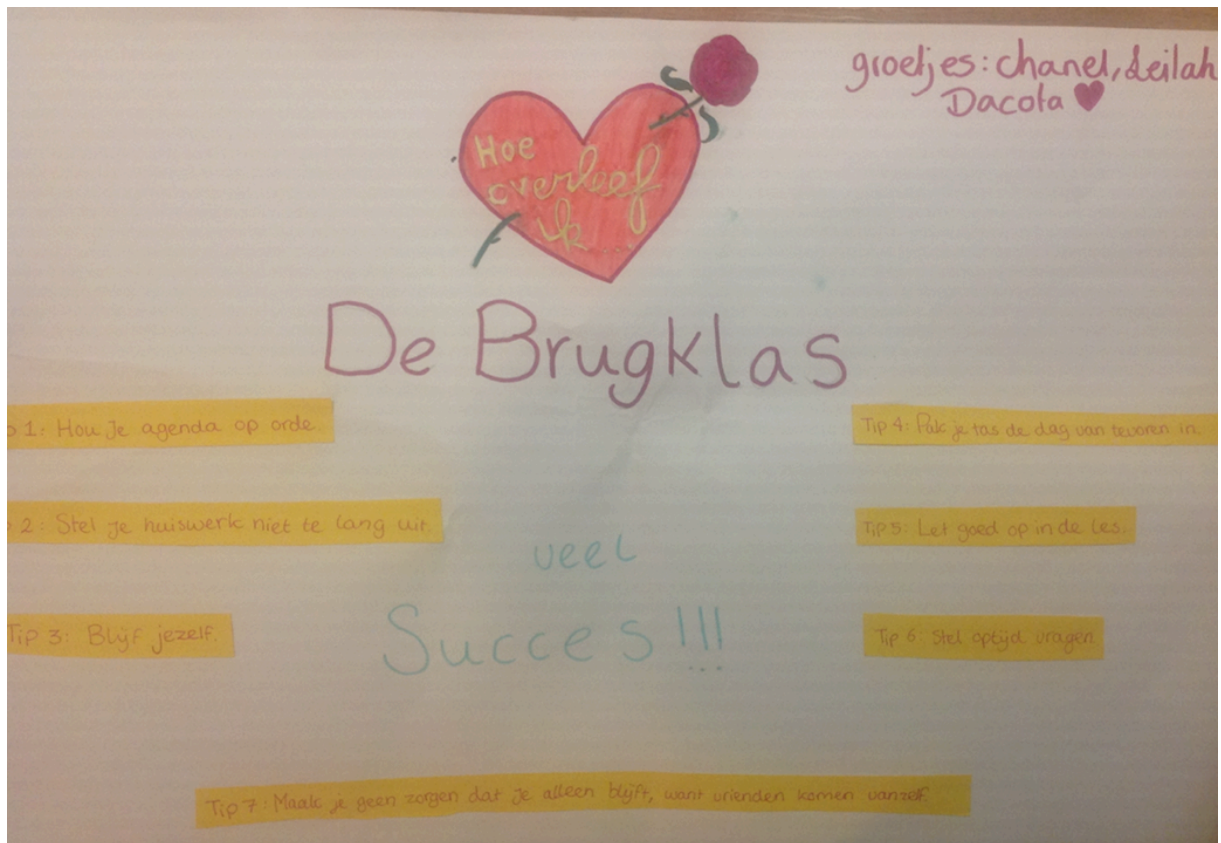 groetjes: chanel, Leilah
Dacota
Hoe
overleef
ik....
De Brugklas
p 1: Hou Je agenda op orde.
p 2: Stel Je huiswerk niet te lang uit.
Tip 3: Blijf jezelf.
Tip 4: Pak je tas de dag van tevoren in.
Tip 5: Let goed op in de les.
Tip 6: Stel optijd vragen.
veel
Succes!!!
Tip 7: Maak je geen zorgen dat je alleen blijft, want vrienden komen vanzelf.